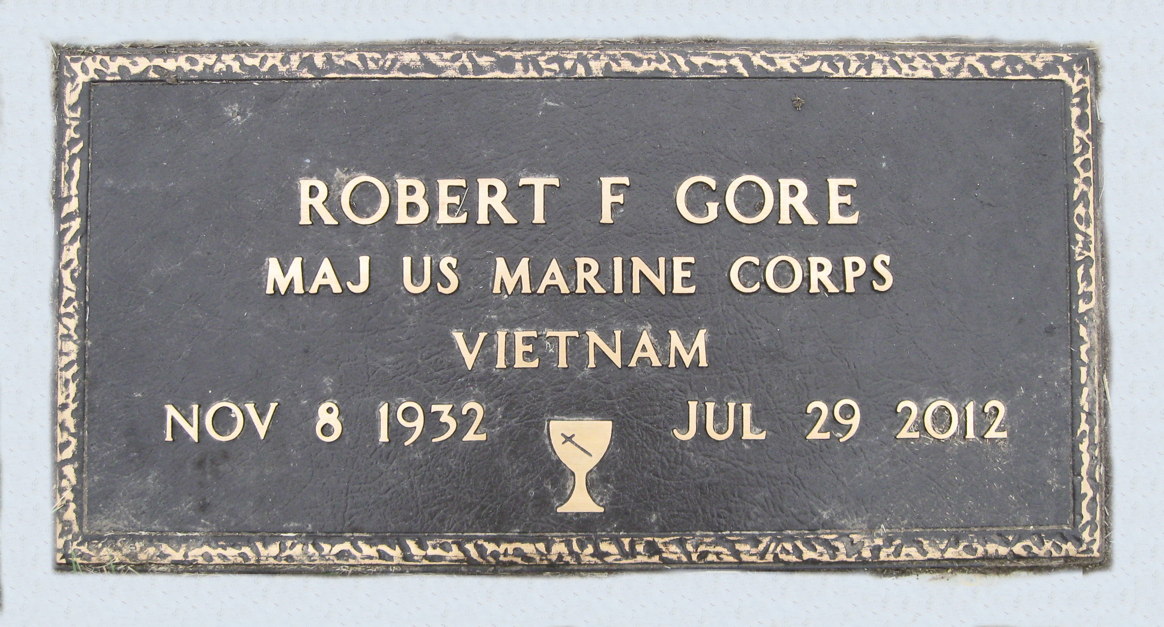 ROBERT F GORE
MAJ US MARINE CORPS
VIETNAM
NOV 8 1932 JUL 29 2012